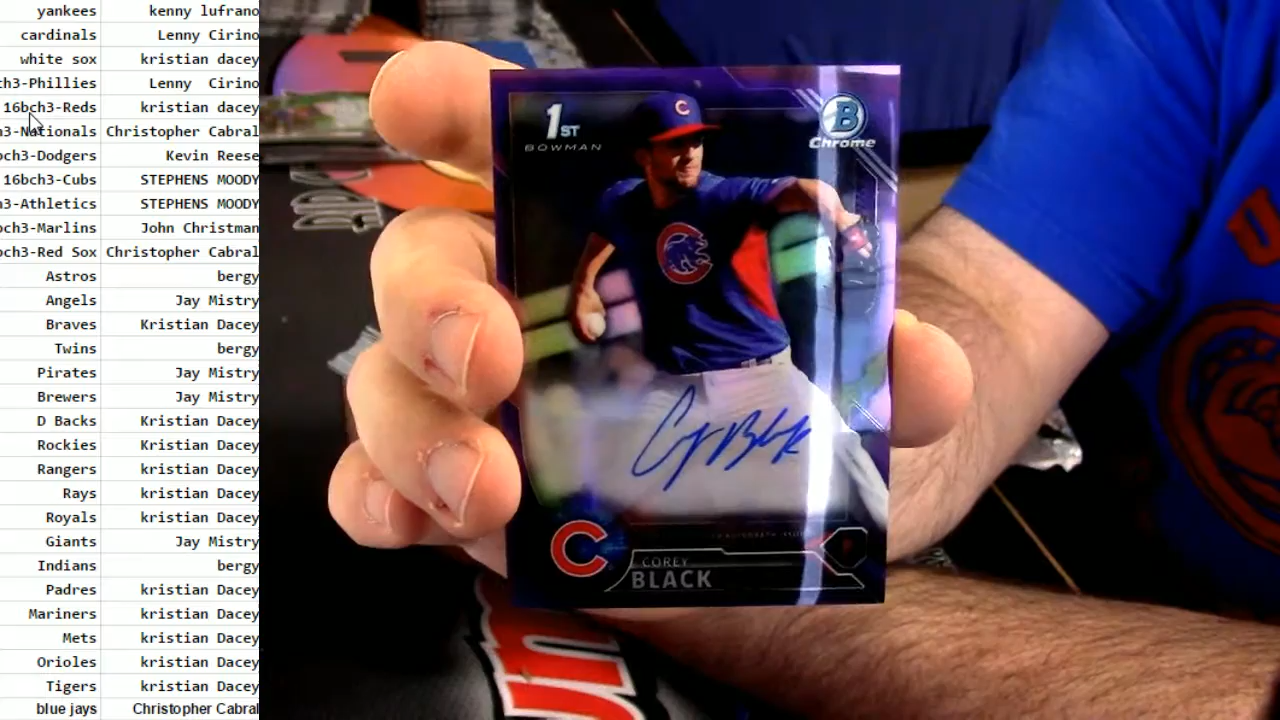 yankees kenny lufrano
cardinals Lenny Cirino
white sox kristian dacey
ch3-Phillies Lenny Cirino
16bch3-Reds kristian dacey
h3-Nationals Christopher Cabral
bch3-Dodgers Kevin Reese
16bch3-Cubs STEPHENS MOODY
h3-Athletics STEPHENS MOODY
bch3-Marlins John Christman
bch3-Red Sox Christopher Cabral
Astros bergy
Angels Jay Mistry
Braves Kristian Dacey
Twins bergy
Pirates Jay Mistry
Brewers Jay Mistry
D Backs Kristian Dacey
Rockies Kristian Dacey
Rangers kristian Dacey
Rays kristian Dacey
Royals kristian Dacey
Giants Jay Mistry
Indians bergy
Padres kristian Dacey
Mariners kristian Dacey
Mets kristian Dacey
Orioles kristian Dacey
Tigers kristian Dacey
blue jays Christopher Cabral
1ST
BOWMAN
B
Chrome
C
C
Corey Black
C
COREY
BLACK